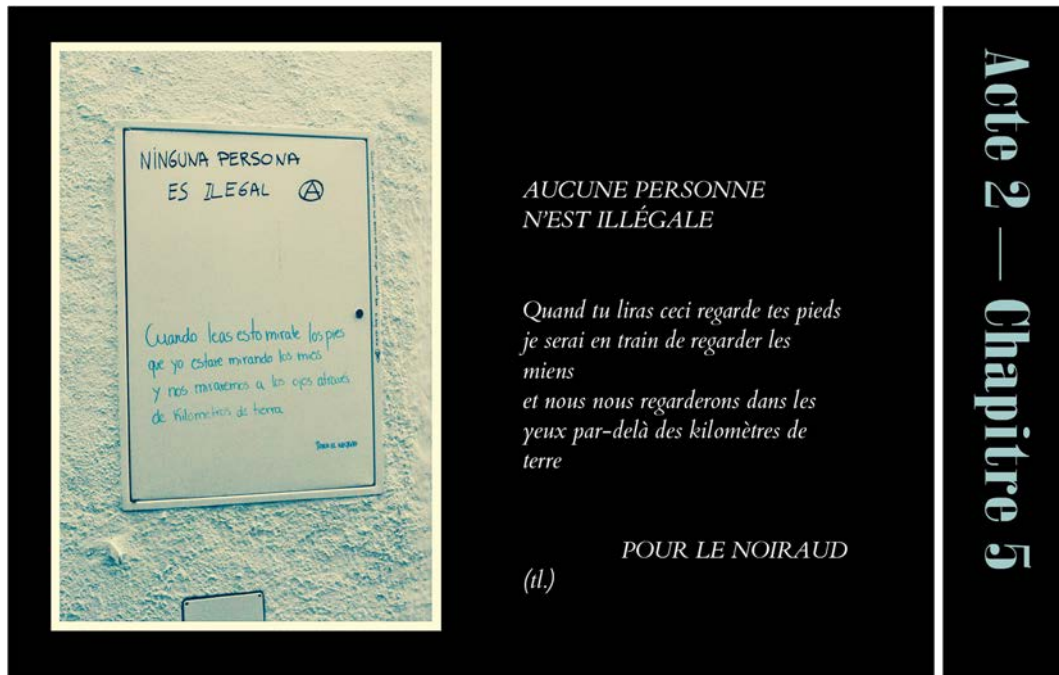 NINGUNA PERSONA
ES ILEGAL Ⓐ
Cuando leas esto mirate los pies
que yo estare mirando los mios
y nos miraremos a los ojos através
de Kilometros de tierra
AUCUNE PERSONNE
N'EST ILLÉGALE
Quand tu liras ceci regarde tes pieds
je serai en train de regarder les
miens
et nous nous regarderons dans les
yeux par-delà des kilomètres de
terre
POUR LE NOIRAUD
(tl.)
Acte 2 — Chapitre 5